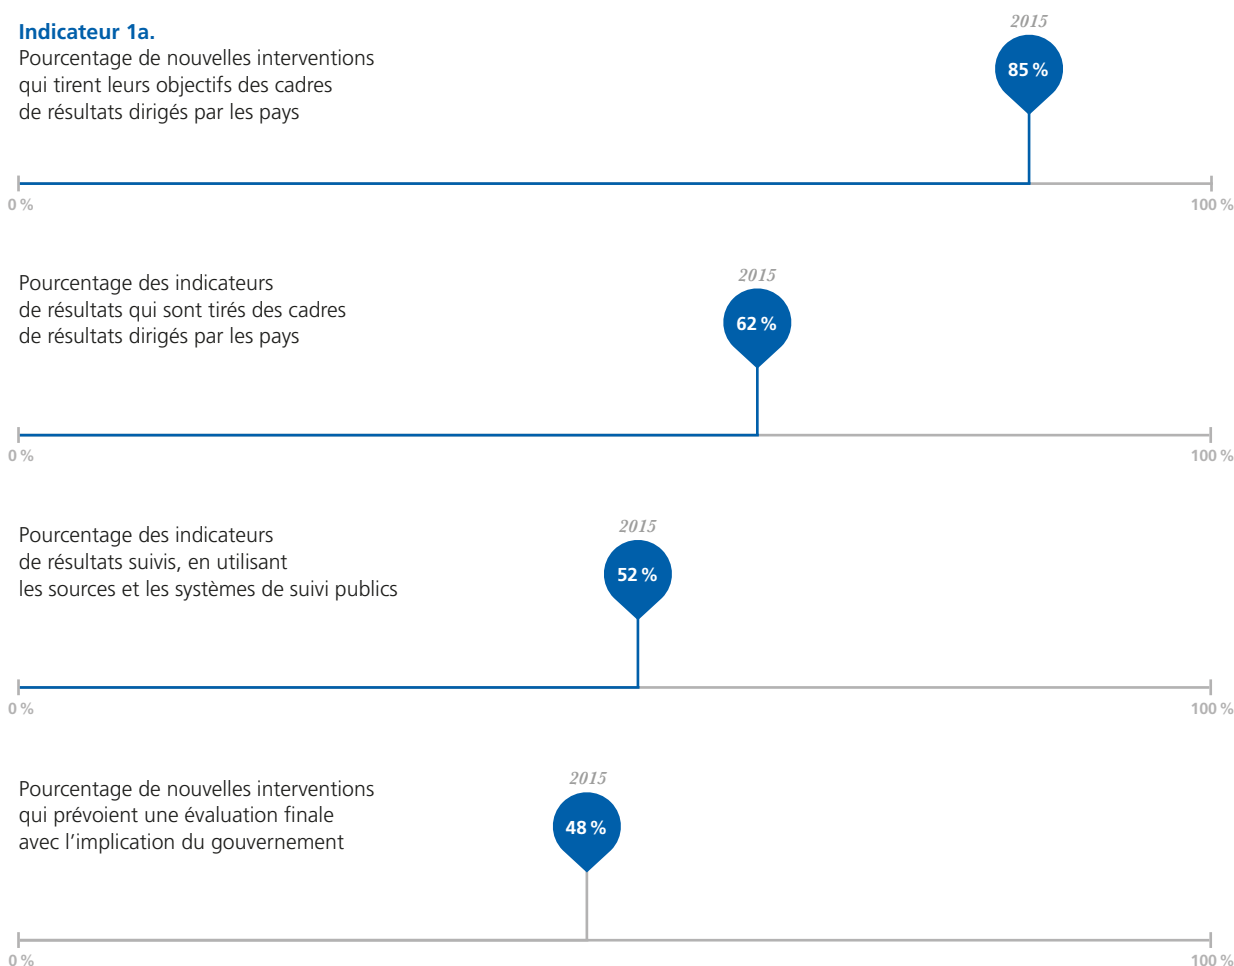 Indicateur 1a.
Pourcentage de nouvelles interventions
qui tirent leurs objectifs des cadres
de résultats dirigés par les pays
2015
85 %
0 %
100 %
Pourcentage des indicateurs
de résultats qui sont tirés des cadres
de résultats dirigés par les pays
2015
62 %
0 %
100 %
Pourcentage des indicateurs
de résultats suivis, en utilisant
les sources et les systèmes de suivi publics
2015
52 %
0 %
100 %
Pourcentage de nouvelles interventions
qui prévoient une évaluation finale
avec l'implication du gouvernement
2015
48 %
0 %
100 %